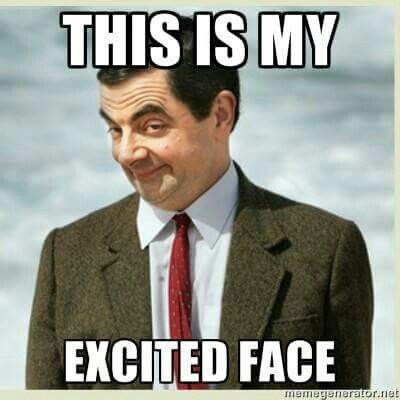 THIS IS MY
EXCITED FACE
memegenerator.net